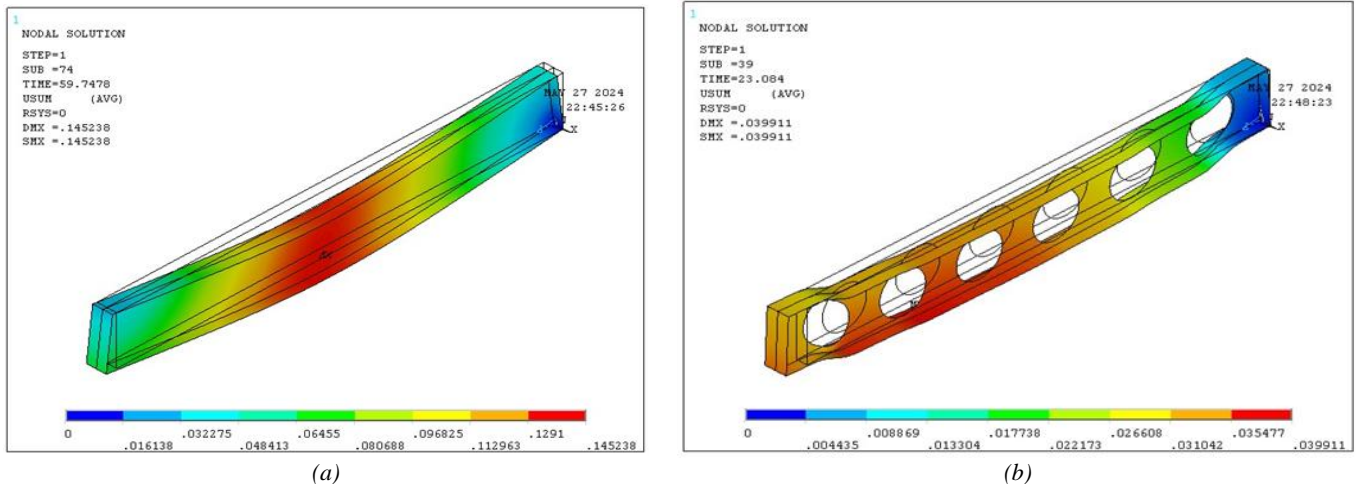 1
NODAL SOLUTION
STEP=1
SUB =74
TIME=59.7478
USUM (AVG)
RSYS=0
DMX =.145238
SMX =.145238
MAY 27 2024
22:45:26
X
MX
0 .032275 .06455 .096825 .1291
.016138 .048413 .080688 .112963 .145238
(a)
1
NODAL SOLUTION
STEP=1
SUB =39
TIME=23.084
USUM (AVG)
RSYS=0
DMX =.039911
SMX =.039911
MAY 27 2024
22:48:23
X
0 .008869 .017738 .026608 .035477
.004435 .013304 .022173 .031042 .039911
(b)